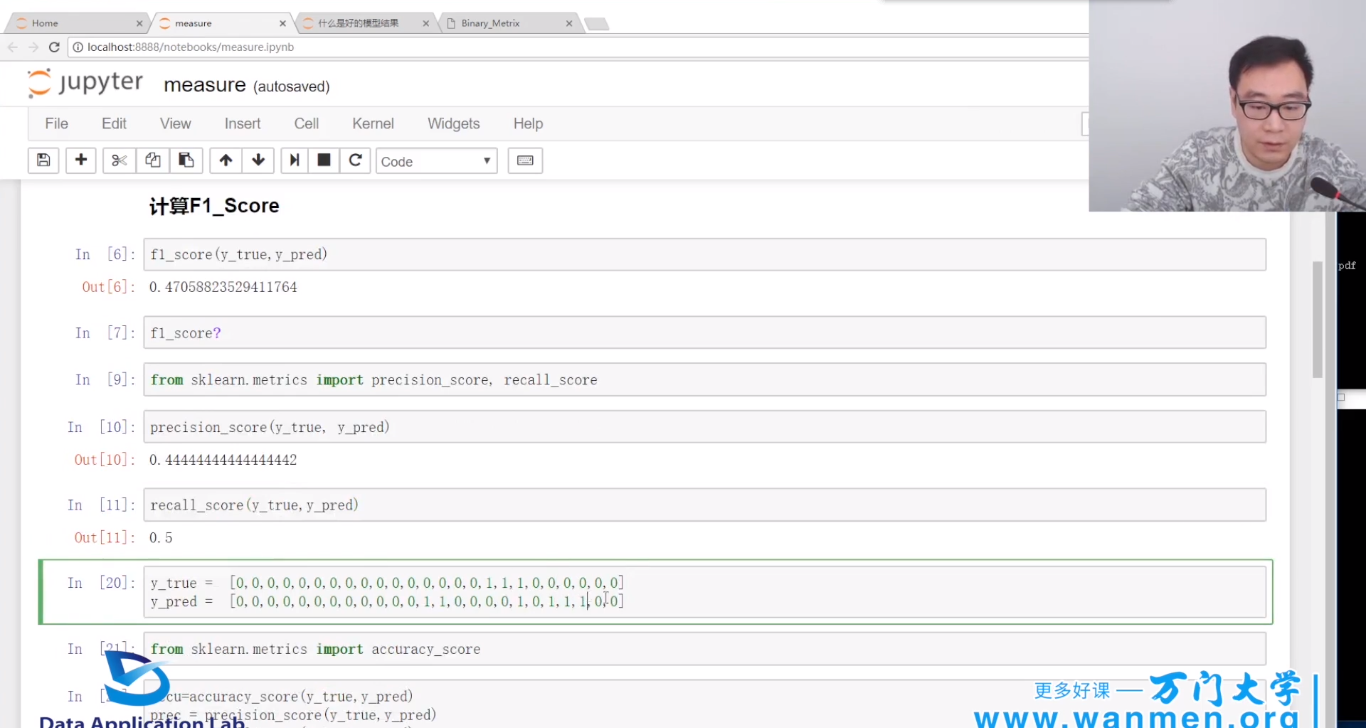 Home
measure
什么是好的模型结果
Binary_Metrix
localhost:8888/notebooks/measure.ipynb
jupyter measure (autosaved)
File Edit View Insert Cell Kernel Widgets Help
Code
计算F1_Score
pdf
In [6]: f1_score(y_true,y_pred)
Out[6]: 0.47058823529411764
In [7]: f1_score?
In [9]: from sklearn.metrics import precision_score, recall_score
In [10]: precision_score(y_true, y_pred)
Out[10]: 0.44444444444444442
In [11]: recall_score(y_true,y_pred)
Out[11]: 0.5
In [20]: y_true = [0,0,0,0,0,0,0,0,0,0,0,0,0,0,0,0,1,1,1,0,0,0,0,0,0]
y_pred = [0,0,0,0,0,0,0,0,0,0,0,0,1,1,0,0,0,0,1,0,1,1,1,0,0]
In [21]: from sklearn.metrics import accuracy_score
In
cu=accuracy_score(y_true,y_pred)
prec = precision_score(y_true,y_pred)
Data Application Lab
更多好课 — 万门大学
www.wanmen.org